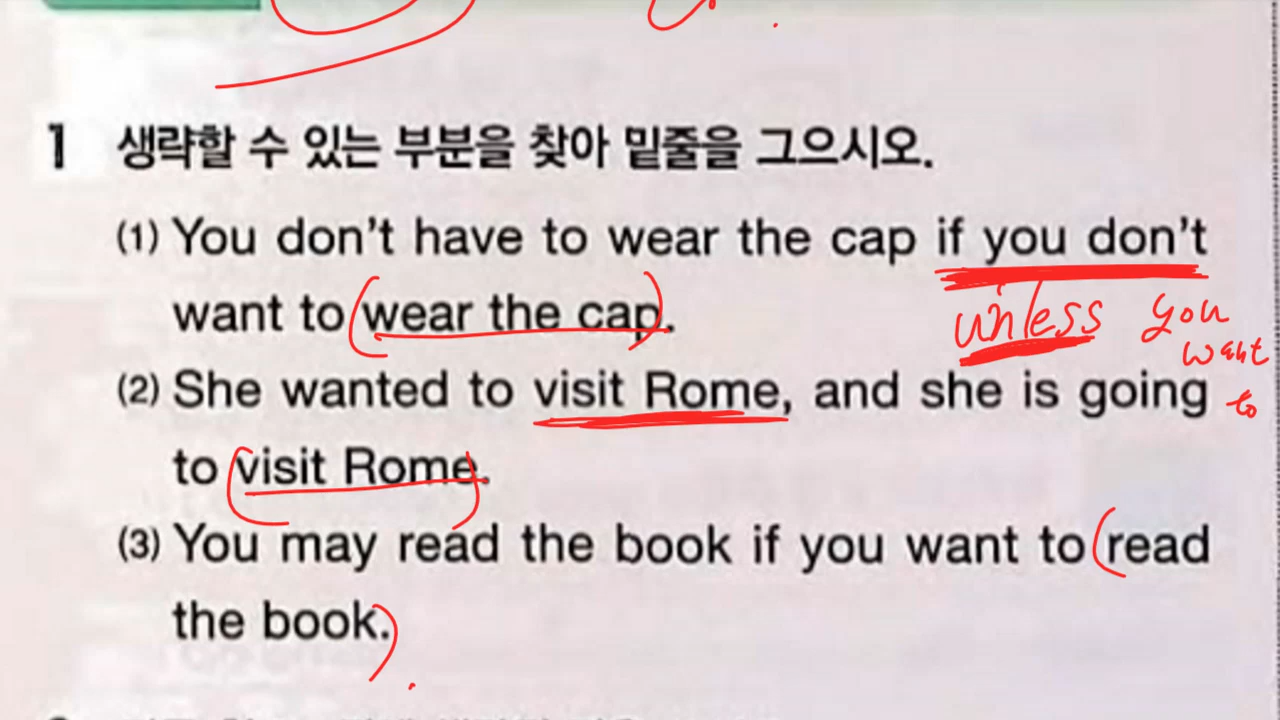 1 생략할 수 있는 부분을 찾아 밑줄을 그으시오.
(1) You don't have to wear the cap if you don't
want to (wear the cap).
unless you
want
to
(2) She wanted to visit Rome, and she is going
to (visit Rome).
(3) You may read the book if you want to (read
the book.)